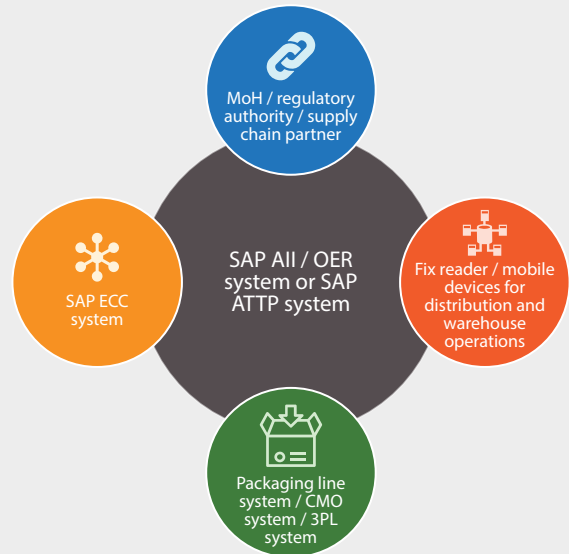 MoH / regulatory
authority / supply
chain partner
SAP AII / OER
system or SAP
ATTP system
SAP ECC
system
Fix reader / mobile
devices for
distribution and
warehouse
operations
Packaging line
system / CMO
system / 3PL
system